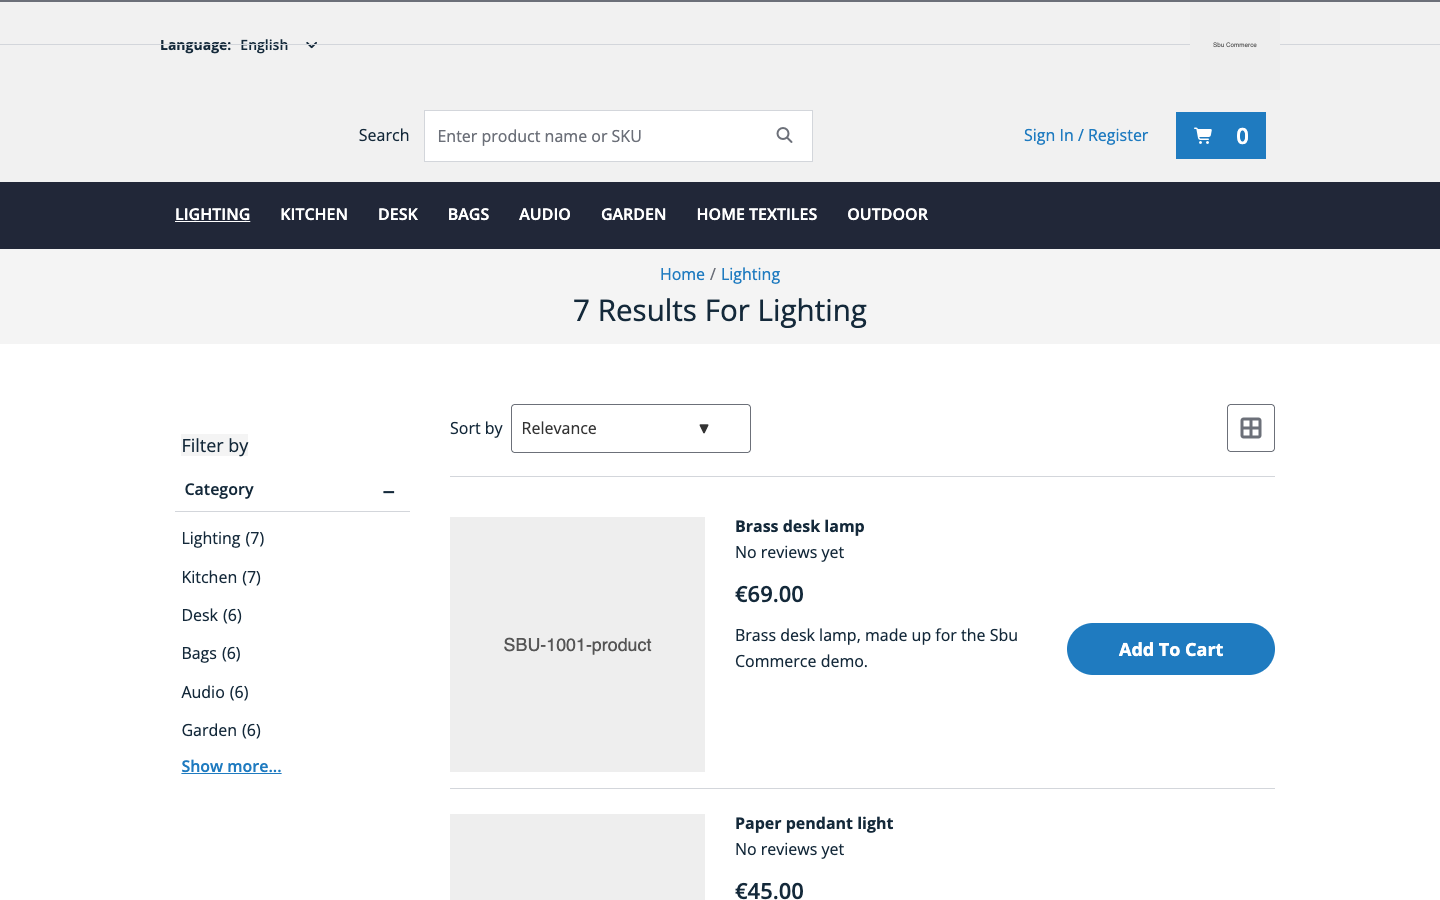 Language: English
Sbu Commerce
Search
Enter product name or SKU
Sign In / Register
0
LIGHTING KITCHEN DESK BAGS AUDIO GARDEN HOME TEXTILES OUTDOOR
Home / Lighting
7 Results For Lighting
Filter by
Category
Lighting (7)
Kitchen (7)
Desk (6)
Bags (6)
Audio (6)
Garden (6)
Show more...
Sort by Relevance
SBU-1001-product
Brass desk lamp
No reviews yet
€69.00
Brass desk lamp, made up for the Sbu
Commerce demo.
Add To Cart
Paper pendant light
No reviews yet
€45.00